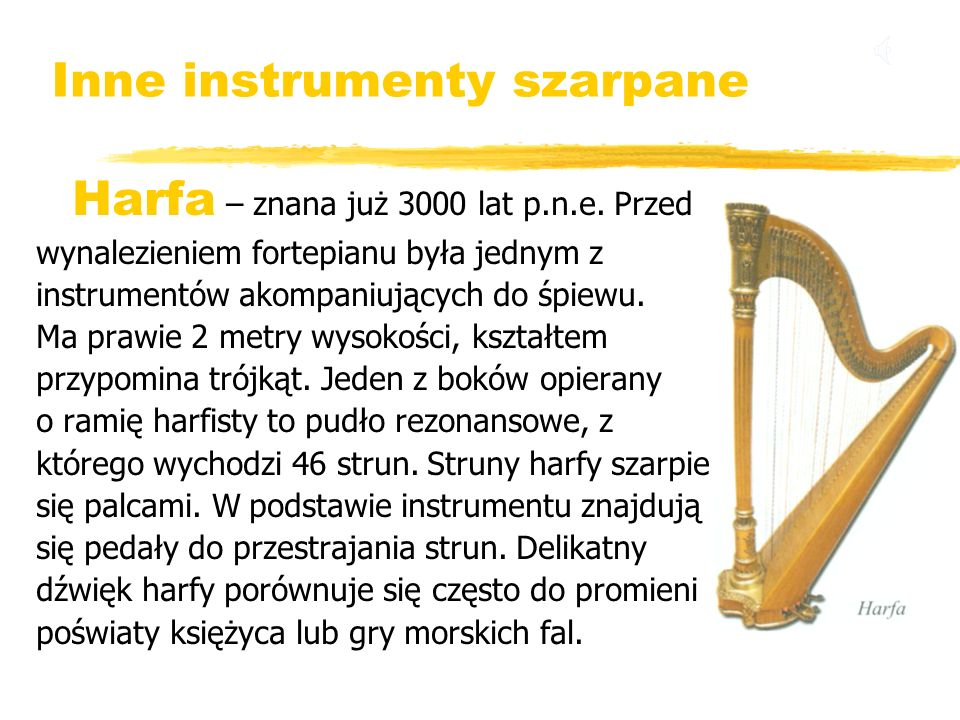 Inne instrumenty szarpane
Harfa – znana już 3000 lat p.n.e. Przed
wynalezieniem fortepianu była jednym z
instrumentów akompaniujących do śpiewu.
Ma prawie 2 metry wysokości, kształtem
przypomina trójkąt. Jeden z boków opierany
o ramię harfisty to pudło rezonansowe, z
którego wychodzi 46 strun. Struny harfy szarpie
się palcami. W podstawie instrumentu znajdują
się pedały do przestrajania strun. Delikatny
dźwięk harfy porównuje się często do promieni
poświaty księżyca lub gry morskich fal.
Harfa